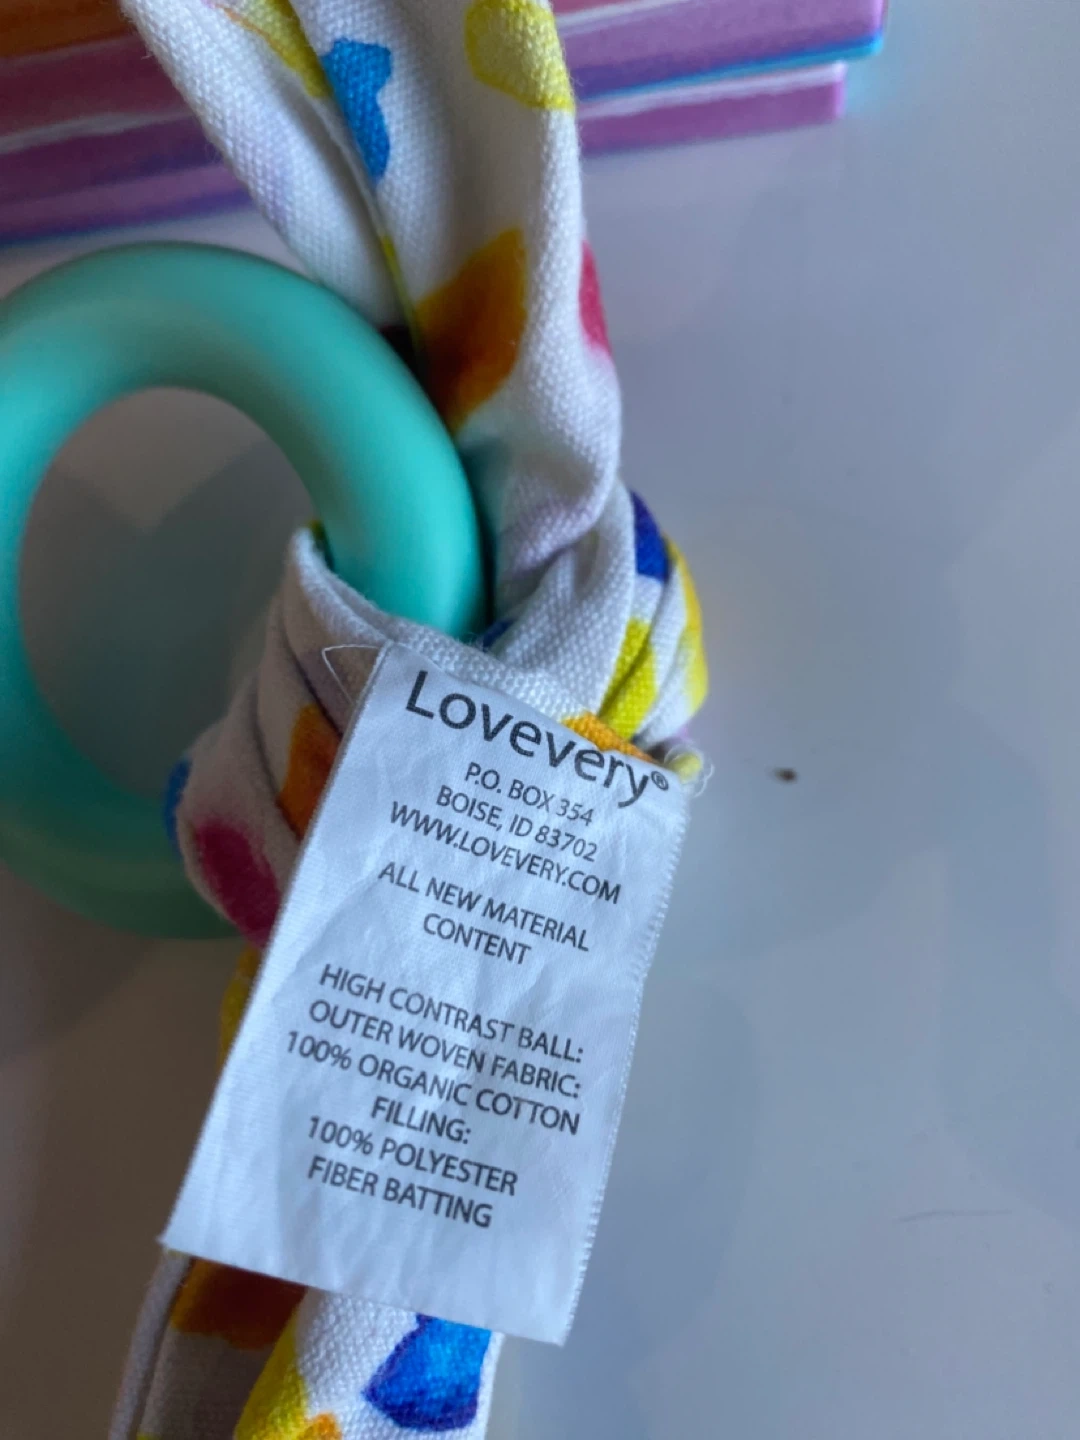 Lovevery®
P.O. BOX 354
BOISE, ID 83702
WWW.LOVEVERY.COM
ALL NEW MATERIAL
CONTENT
HIGH CONTRAST BALL:
OUTER WOVEN FABRIC:
100% ORGANIC COTTON
FILLING:
100% POLYESTER
FIBER BATTING